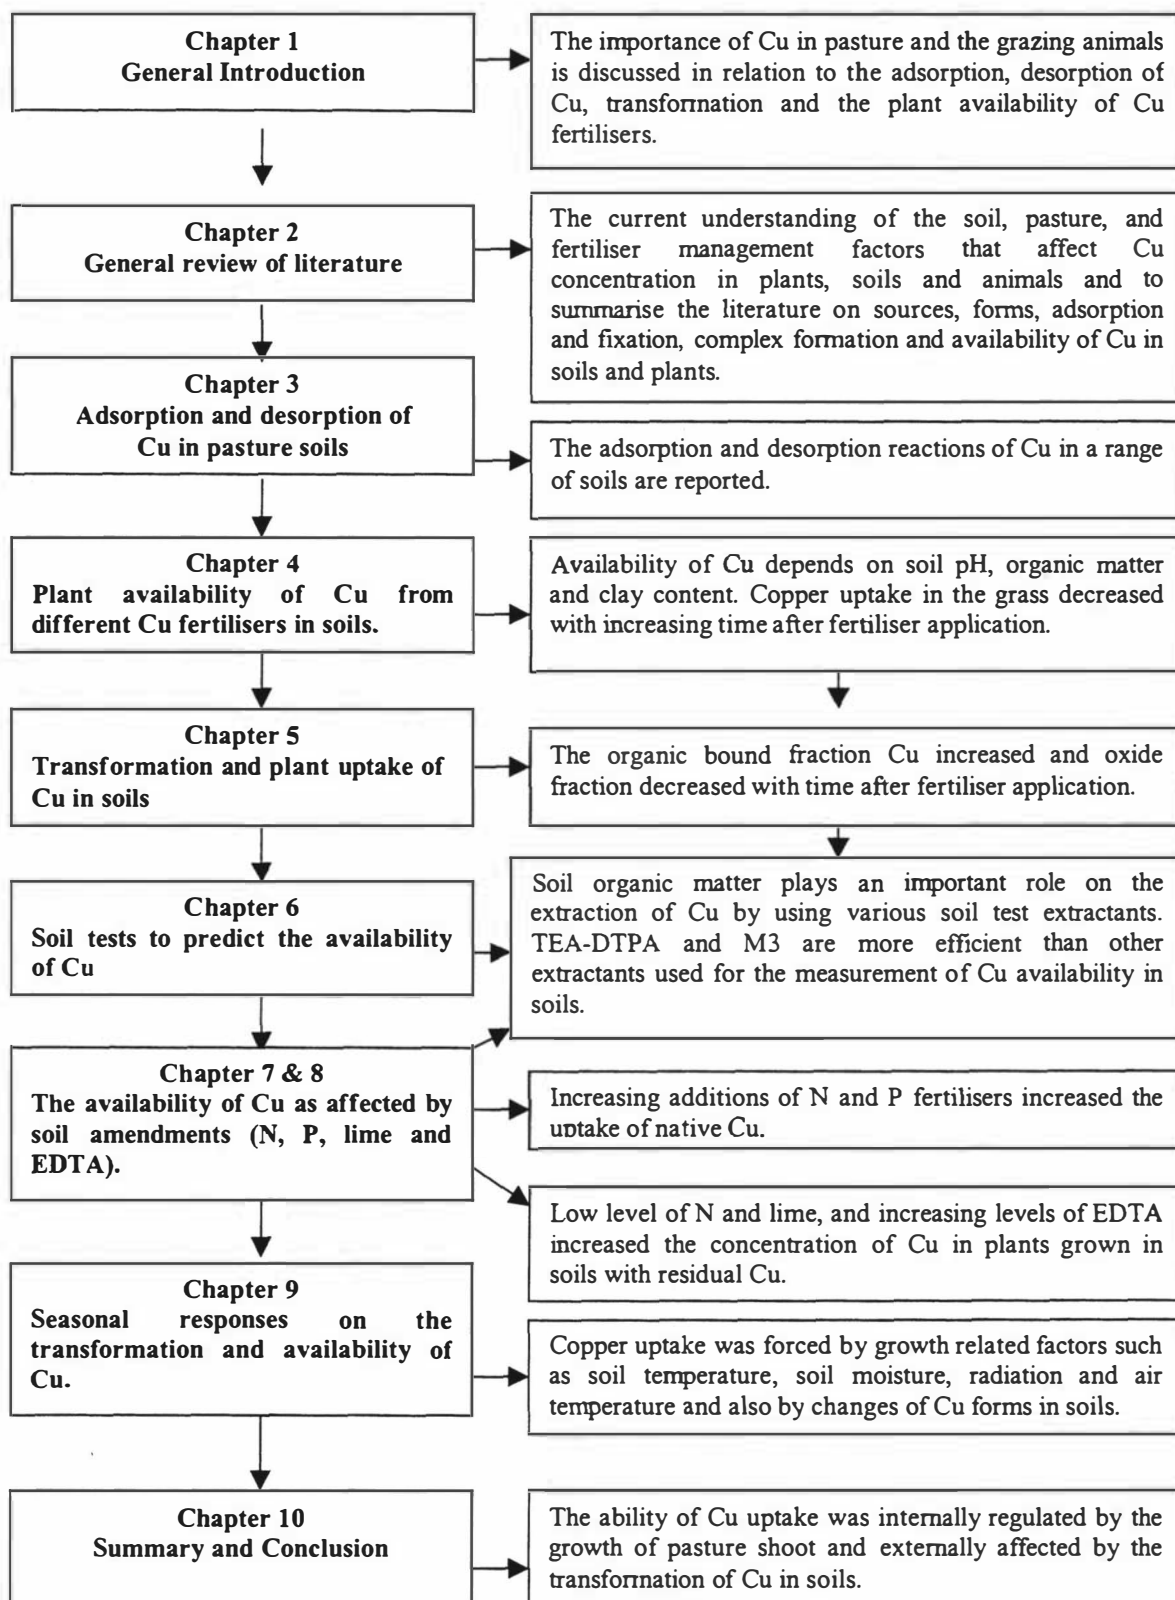 Chapter 1
General Introduction
The importance of Cu in pasture and the grazing animals
is discussed in relation to the adsorption, desorption of
Cu, transformation and the plant availability of Cu
fertilisers.
Chapter 2
General review of literature
The current understanding of the soil, pasture, and
fertiliser management factors that affect Cu
concentration in plants, soils and animals and to
summarise the literature on sources, forms, adsorption
and fixation, complex formation and availability of Cu in
soils and plants.
Chapter 3
Adsorption and desorption of
Cu in pasture soils
The adsorption and desorption reactions of Cu in a range
of soils are reported.
Chapter 4
Plant availability of Cu from
different Cu fertilisers in soils.
Availability of Cu depends on soil pH, organic matter
and clay content. Copper uptake in the grass decreased
with increasing time after fertiliser application.
Chapter 5
Transformation and plant uptake of
Cu in soils
The organic bound fraction Cu increased and oxide
fraction decreased with time after fertiliser application.
Chapter 6
Soil tests to predict the availability
of Cu
Soil organic matter plays an important role on the
extraction of Cu by using various soil test extractants.
TEA-DTPA and M3 are more efficient than other
extractants used for the measurement of Cu availability in
soils.
Chapter 7 & 8
The availability of Cu as affected by
soil amendments (N, P, lime and
EDTA).
Increasing additions of N and P fertilisers increased the
uptake of native Cu.
Low level of N and lime, and increasing levels of EDTA
increased the concentration of Cu in plants grown in
soils with residual Cu.
Chapter 9
Seasonal responses on the
transformation and availability of
Cu.
Copper uptake was forced by growth related factors such
as soil temperature, soil moisture, radiation and air
temperature and also by changes of Cu forms in soils.
Chapter 10
Summary and Conclusion
The ability of Cu uptake was internally regulated by the
growth of pasture shoot and externally affected by the
transformation of Cu in soils.